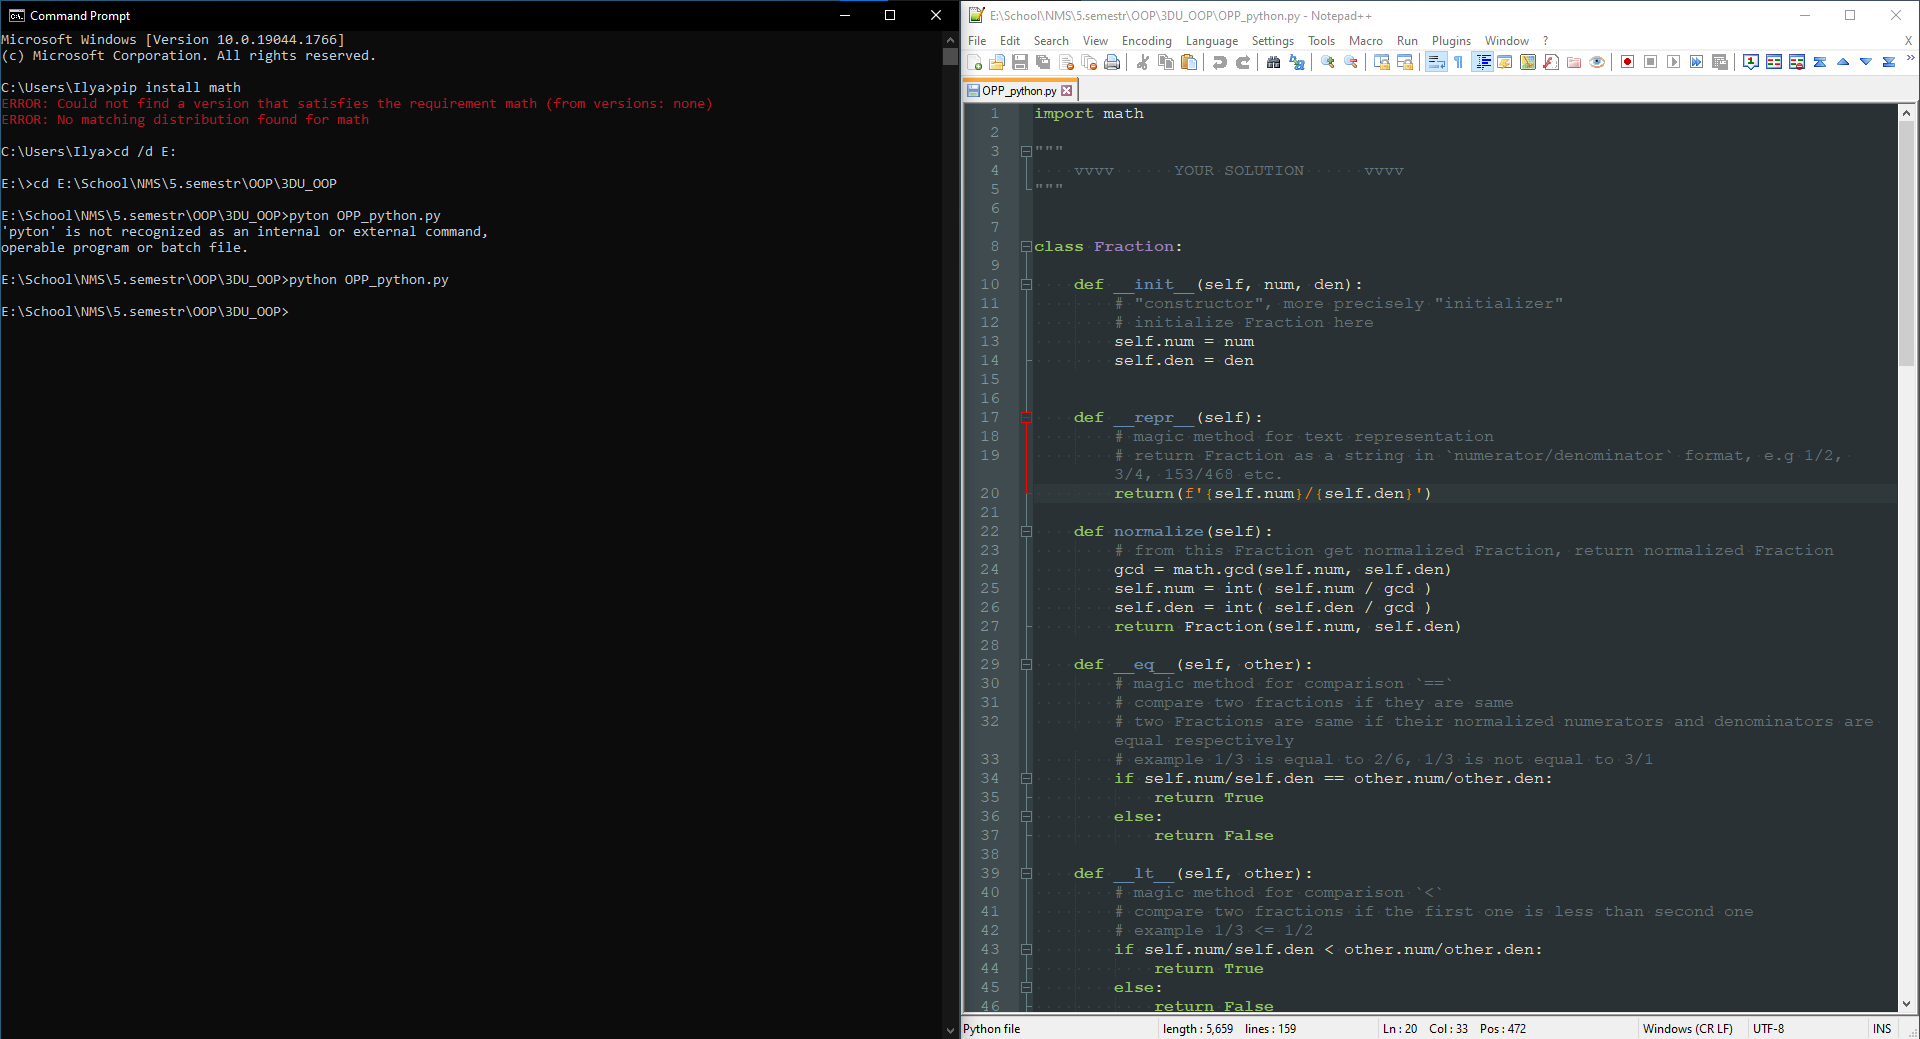 Command Prompt
Microsoft Windows [Version 10.0.19044.1766]
(c) Microsoft Corporation. All rights reserved.
C:\Users\Ilya>pip install math
ERROR: Could not find a version that satisfies the requirement math (from versions: none)
ERROR: No matching distribution found for math
C:\Users\Ilya>cd /d E:
E:\>cd E:\School\NMS\5.semestr\OOP\3DU_OOP
E:\School\NMS\5.semestr\OOP\3DU_OOP>pyton OPP_python.py
'pyton' is not recognized as an internal or external command,
operable program or batch file.
E:\School\NMS\5.semestr\OOP\3DU_OOP>python OPP_python.py
E:\School\NMS\5.semestr\OOP\3DU_OOP>
E:\School\NMS\5.semestr\OOP\3DU_OOP\OPP_python.py - Notepad++
File Edit Search View Encoding Language Settings Tools Macro Run Plugins Window ? X
OPP_python.py
1 import math
2
3 """
4 vvvv YOUR SOLUTION vvvv
5 """
6
7
8 class Fraction:
9
10 def __init__(self, num, den):
11 # "constructor", more precisely "initializer"
12 # initialize Fraction here
13 self.num = num
14 self.den = den
15
16
17 def __repr__(self):
18 # magic method for text representation
19 # return Fraction as a string in `numerator/denominator` format, e.g 1/2,
3/4, 153/468 etc.
20 return(f'{self.num}/{self.den}')
21
22 def normalize(self):
23 # from this Fraction get normalized Fraction, return normalized Fraction
24 gcd = math.gcd(self.num, self.den)
25 self.num = int( self.num / gcd )
26 self.den = int( self.den / gcd )
27 return Fraction(self.num, self.den)
28
29 def __eq__(self, other):
30 # magic method for comparison `==`
31 # compare two fractions if they are same
32 # two Fractions are same if their normalized numerators and denominators are
equal respectively
33 # example 1/3 is equal to 2/6, 1/3 is not equal to 3/1
34 if self.num/self.den == other.num/other.den:
35 return True
36 else:
37 return False
38
39 def __lt__(self, other):
40 # magic method for comparison `<`
41 # compare two fractions if the first one is less than second one
42 # example 1/3 <= 1/2
43 if self.num/self.den < other.num/other.den:
44 return True
45 else:
46 return False
Python file length : 5,659 lines : 159 Ln : 20 Col : 33 Pos : 472 Windows (CR LF) UTF-8 INS